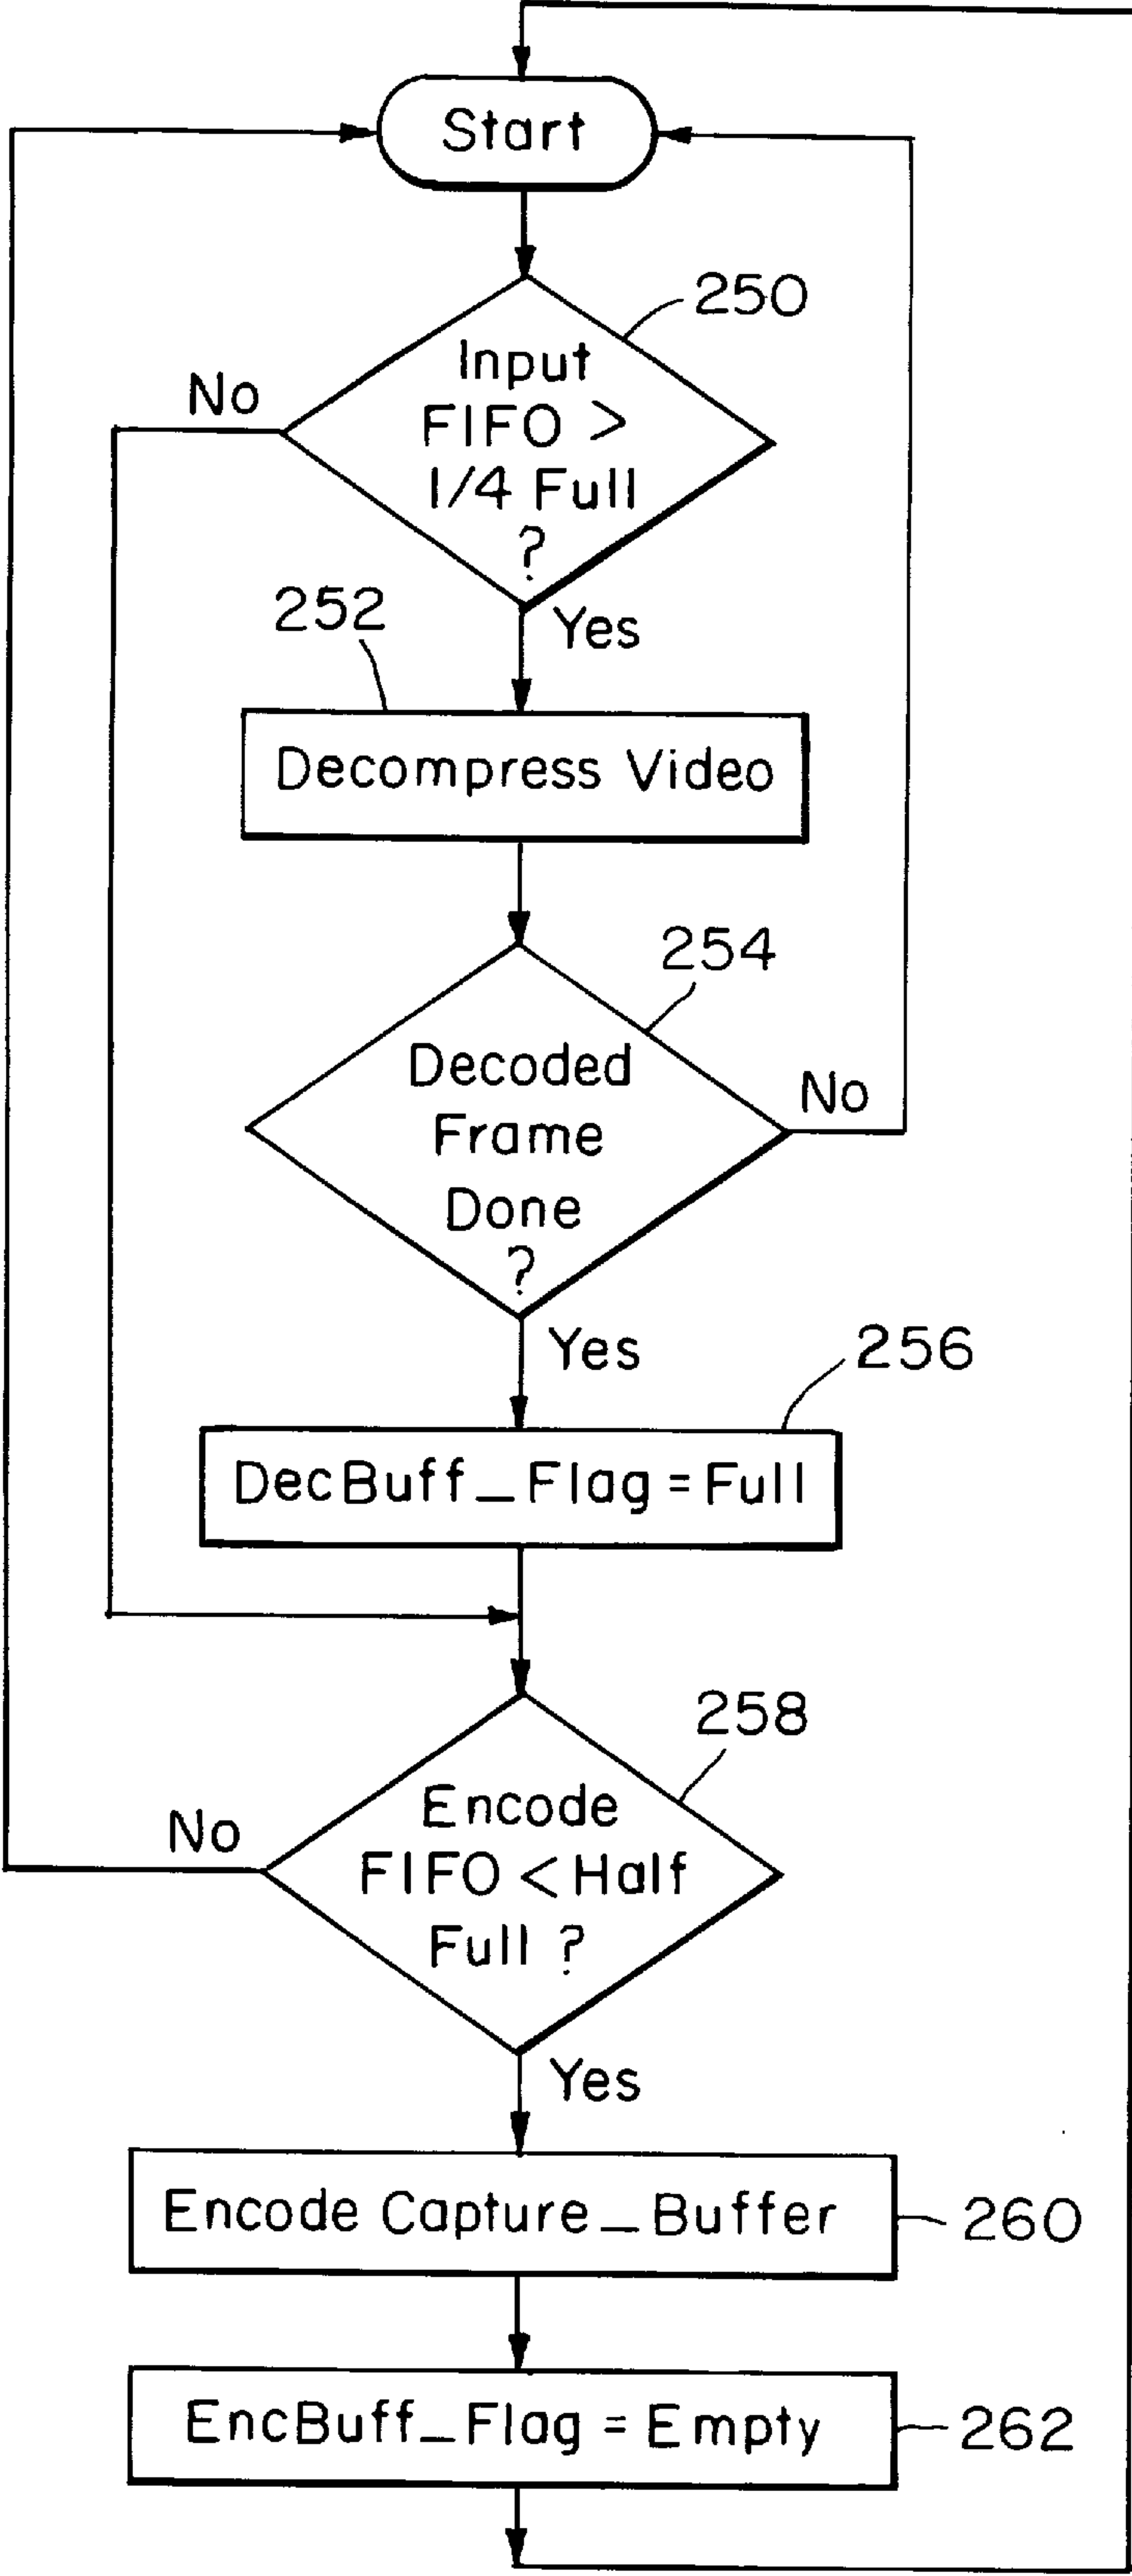 Start
250
Input
FIFO >
1/4 Full
?
No
Yes
252
Decompress Video
254
Decoded
Frame
Done
?
No
Yes
256
DecBuff_Flag = Full
258
Encode
FIFO < Half
Full ?
No
Yes
Encode Capture_Buffer
260
EncBuff_Flag = Empty
262